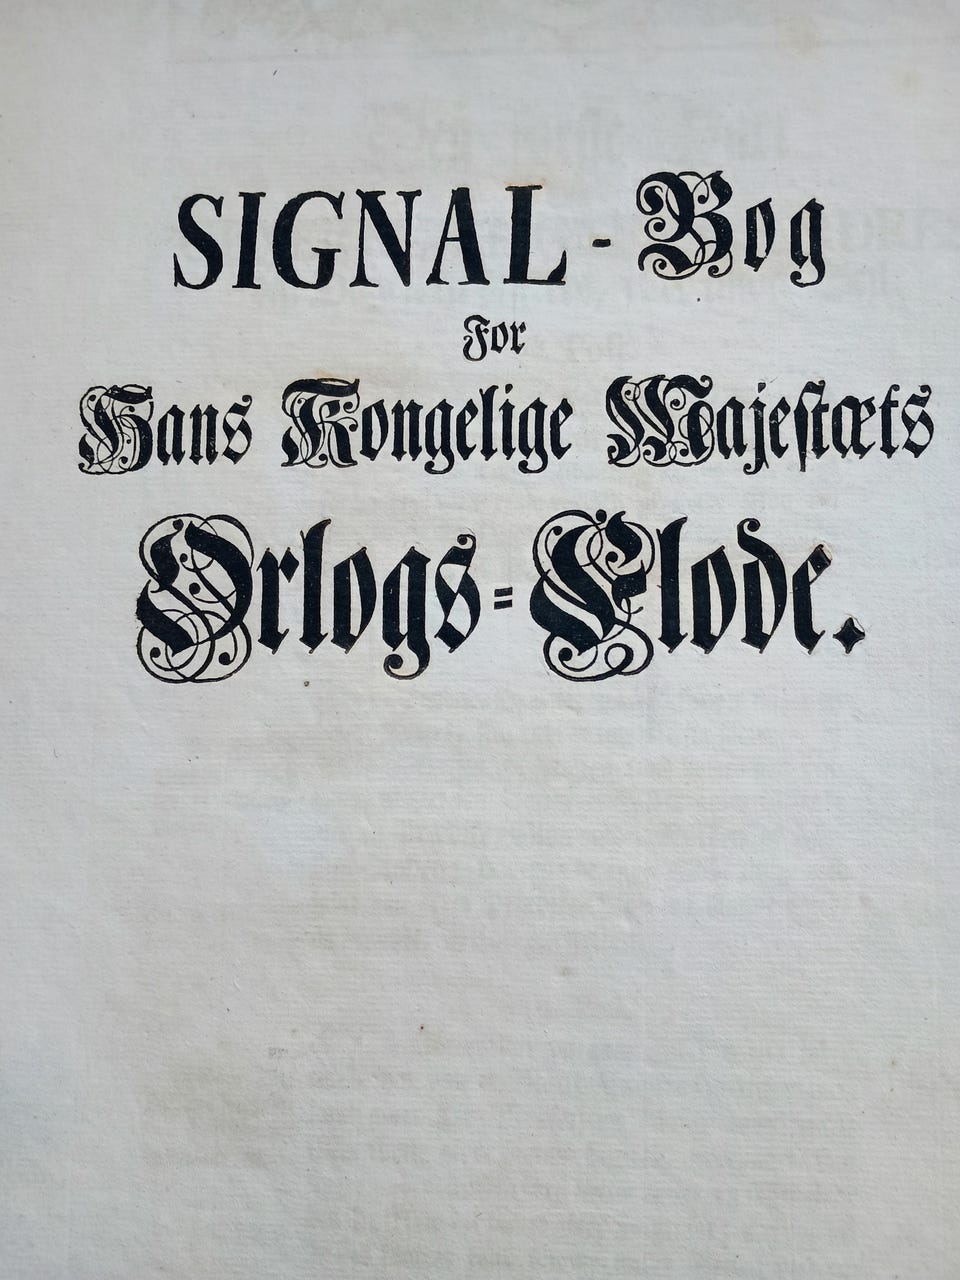 SIGNAL-Bog
For
Hans Kongelige Majeſtæts
Orlogs=Flode.